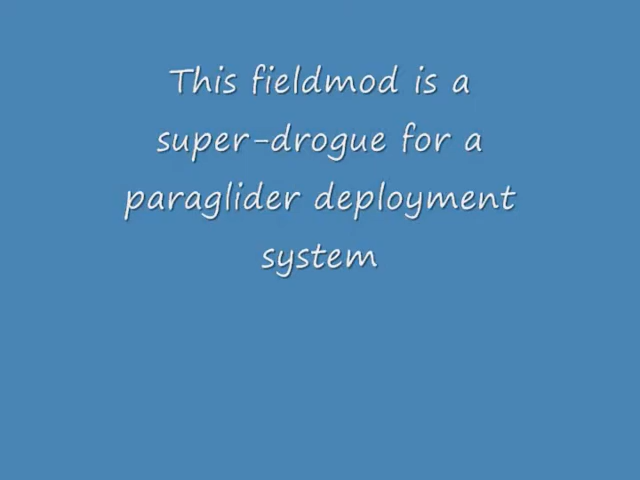 This fieldmod is a
super-drogue for a
paraglider deployment
system